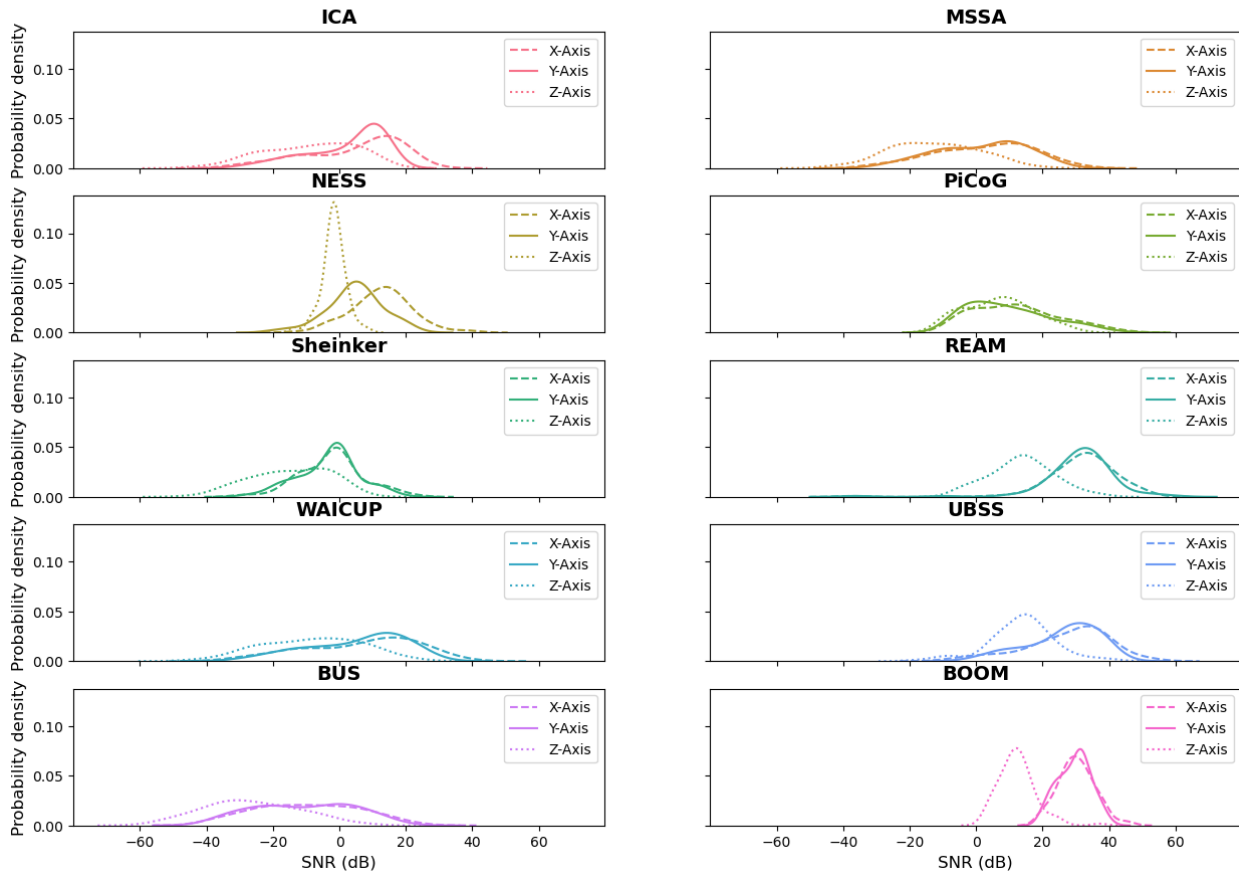 ICA
MSSA
Probability density
0.10
0.05
0.00
X-Axis
Y-Axis
Z-Axis
X-Axis
Y-Axis
Z-Axis
NESS
PiCoG
Probability density
0.10
0.05
0.00
X-Axis
Y-Axis
Z-Axis
X-Axis
Y-Axis
Z-Axis
Sheinker
REAM
Probability density
0.10
0.05
0.00
X-Axis
Y-Axis
Z-Axis
X-Axis
Y-Axis
Z-Axis
WAICUP
UBSS
Probability density
0.10
0.05
0.00
X-Axis
Y-Axis
Z-Axis
X-Axis
Y-Axis
Z-Axis
BUS
BOOM
Probability density
0.10
0.05
0.00
X-Axis
Y-Axis
Z-Axis
X-Axis
Y-Axis
Z-Axis
−60 −40 −20 0 20 40 60
−60 −40 −20 0 20 40 60
SNR (dB)
SNR (dB)